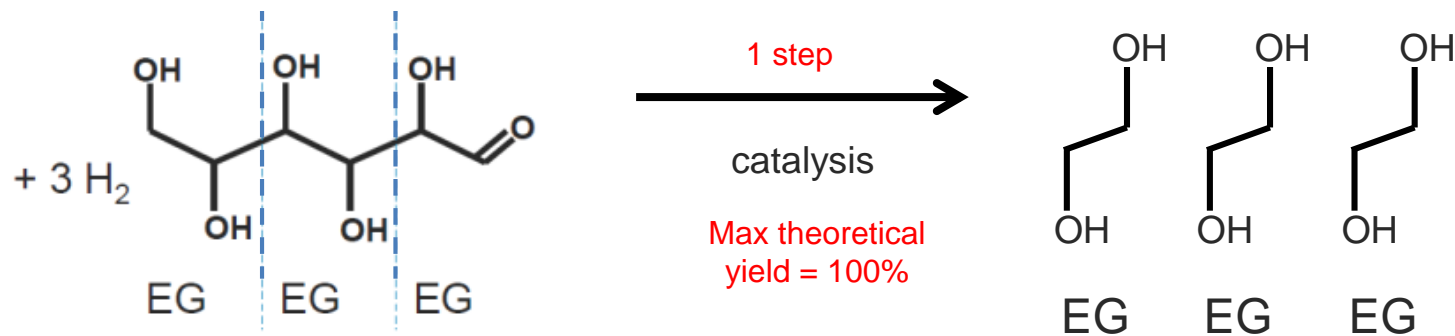 + 3 H₂
OH
OH
OH
O
OH
OH
EG
EG
EG
1 step
catalysis
Max theoretical
yield = 100%
OH
OH
OH
OH
OH
OH
EG
EG
EG